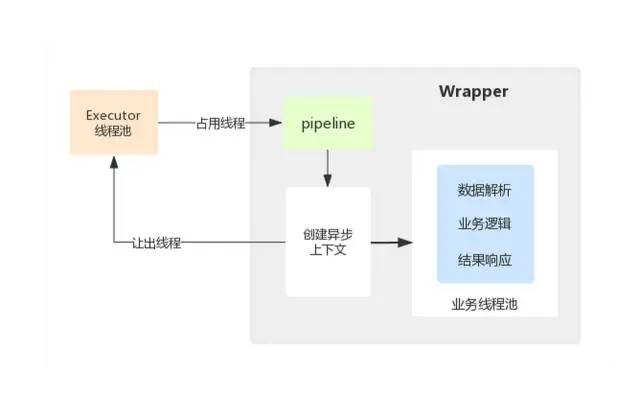 Wrapper
Executor
线程池
占用线程
pipeline
创建异步
上下文
让出线程
数据解析
业务逻辑
结果响应
业务线程池